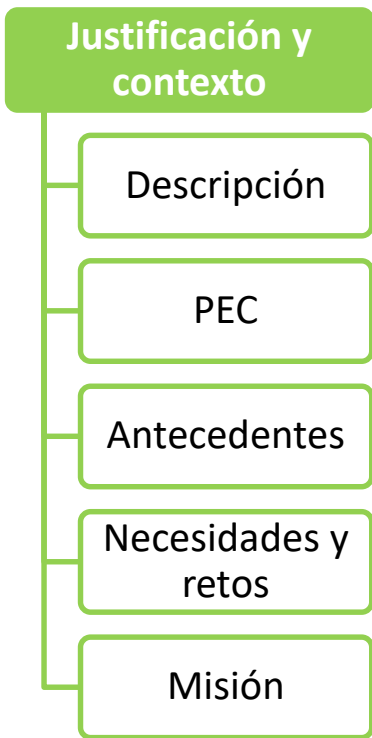 Justificación y
contexto
Descripción
PEC
Antecedentes
Necesidades y
retos
Misión